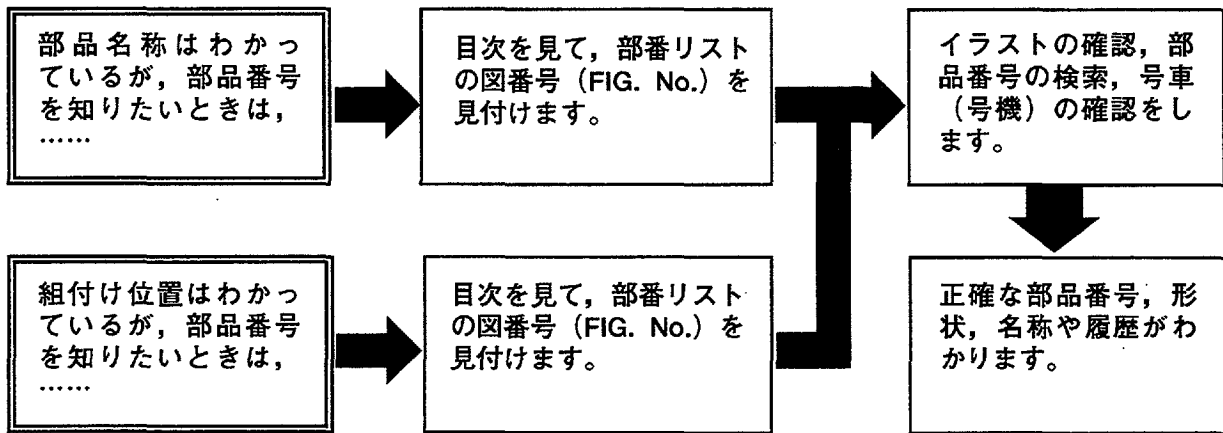 部品名称はわかっ
ているが，部品番号
を知りたいときは，
……
目次を見て，部番リスト
の図番号（FIG. No.）を
見付けます。
イラストの確認，部
品番号の検索，号車
（号機）の確認をし
ます。
組付け位置はわかっ
ているが，部品番号
を知りたいときは，
……
目次を見て，部番リスト
の図番号（FIG. No.）を
見付けます。
正確な部品番号，形
状，名称や履歴がわ
かります。